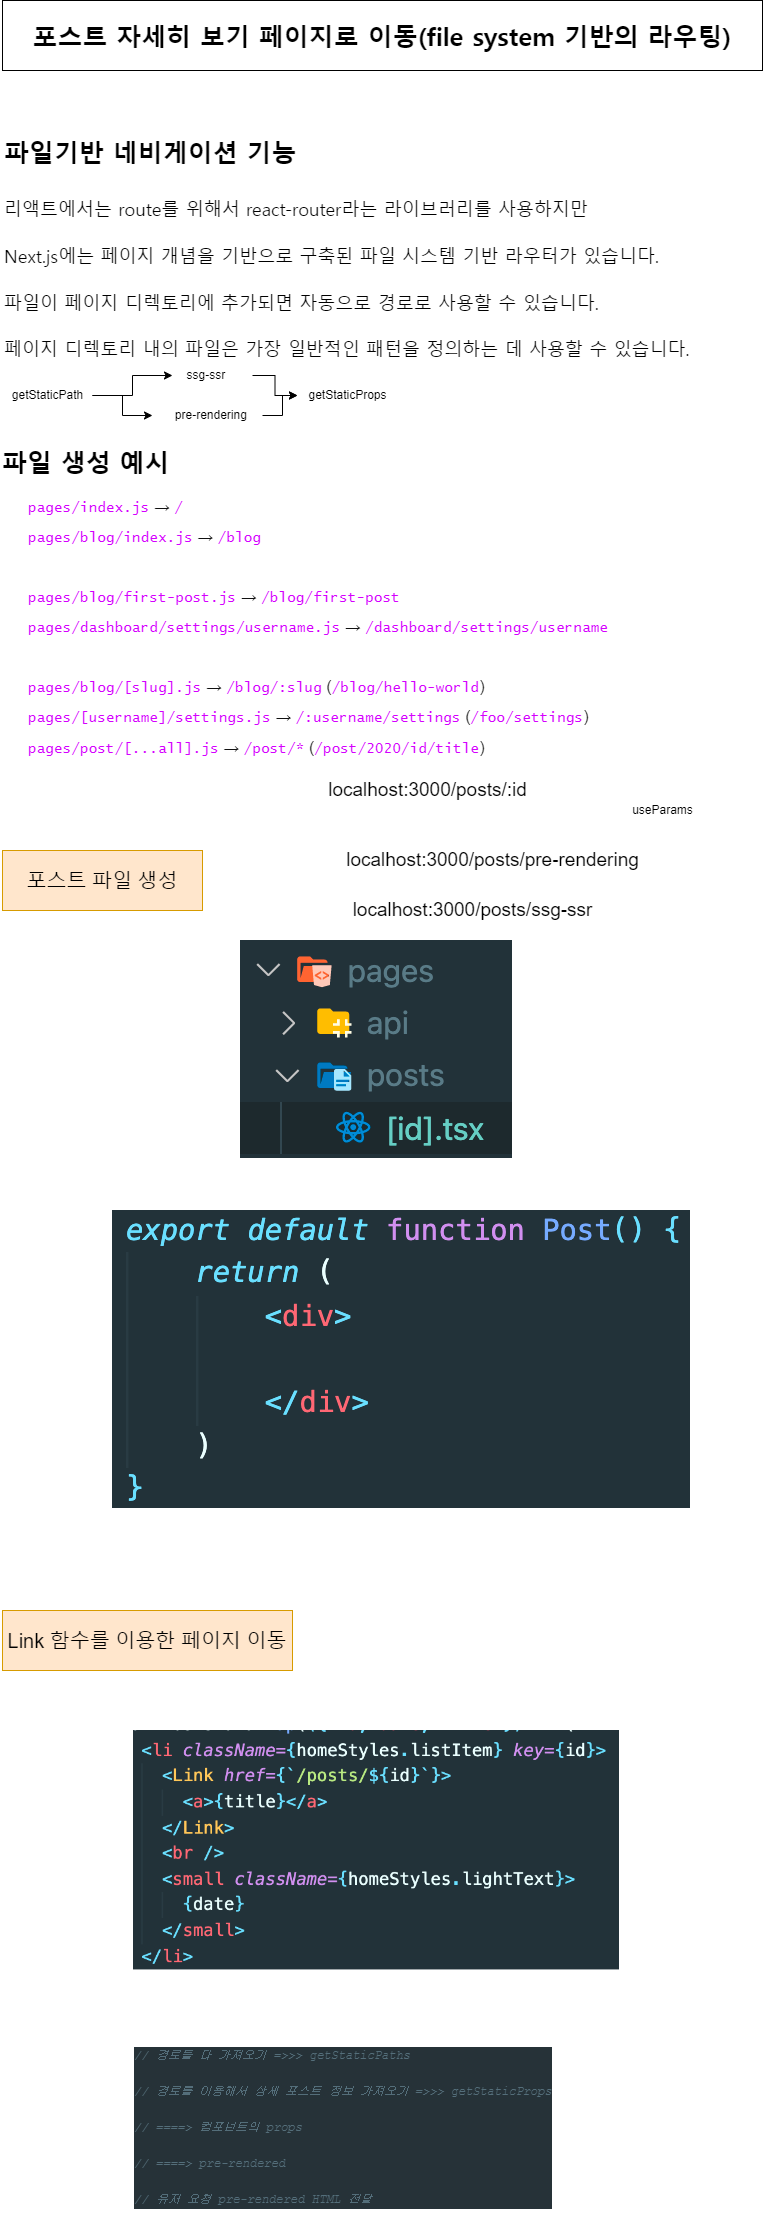 포스트 자세히 보기 페이지로 이동(file system 기반의 라우팅)
파일기반 네비게이션 기능
리액트에서는 route를 위해서 react-router라는 라이브러리를 사용하지만
Next.js에는 페이지 개념을 기반으로 구축된 파일 시스템 기반 라우터가 있습니다.
파일이 페이지 디렉토리에 추가되면 자동으로 경로로 사용할 수 있습니다.
페이지 디렉토리 내의 파일은 가장 일반적인 패턴을 정의하는 데 사용할 수 있습니다.
ssg-ssr
getStaticPath
getStaticProps
pre-rendering
파일 생성 예시
pages/index.js → /
pages/blog/index.js → /blog
pages/blog/first-post.js → /blog/first-post
pages/dashboard/settings/username.js → /dashboard/settings/username
pages/blog/[slug].js → /blog/:slug (/blog/hello-world)
pages/[username]/settings.js → /:username/settings (/foo/settings)
pages/post/[...all].js → /post/* (/post/2020/id/title)
localhost:3000/posts/:id
useParams
localhost:3000/posts/pre-rendering
포스트 파일 생성
localhost:3000/posts/ssg-ssr
pages
api
posts
[id].tsx
export default function Post() {
return (
<div>
</div>
)
}
Link 함수를 이용한 페이지 이동
<li className={homeStyles.listItem} key={id}>
<Link href={`/posts/${id}`}>
<a>{title}</a>
</Link>
<br />
<small className={homeStyles.lightText}>
{date}
</small>
</li>
// 경로들 다 가져오기 =>>> getStaticPaths
// 경로를 이용해서 상세 포스트 정보 가져오기 =>>> getStaticProps
// ====> 컴포넌트의 props
// ====> pre-rendered
// 유저 요청 pre-rendered HTML 전달